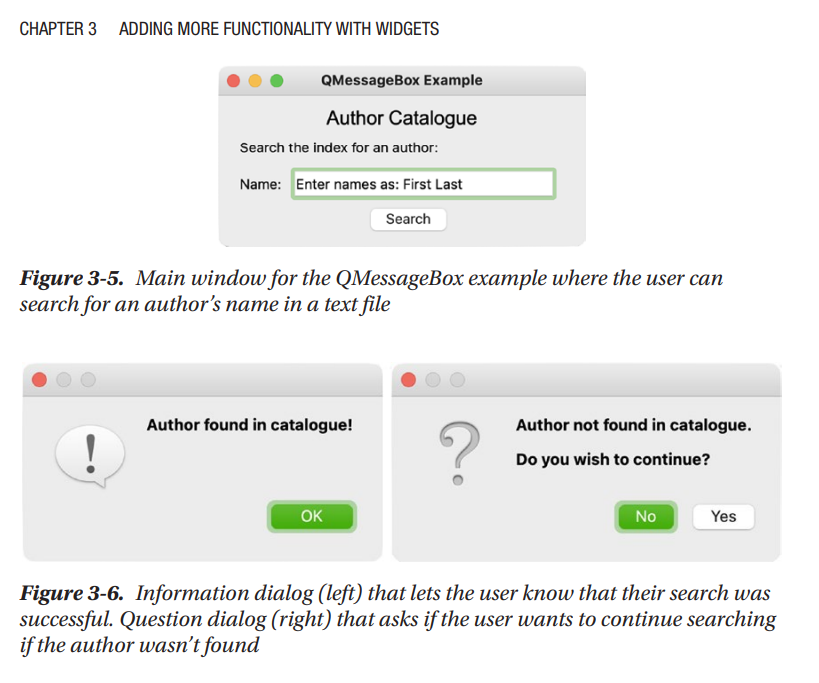 CHAPTER 3 ADDING MORE FUNCTIONALITY WITH WIDGETS
QMessageBox Example
Author Catalogue
Search the index for an author:
Name: Enter names as: First Last
Search
Figure 3-5. Main window for the QMessageBox example where the user can
search for an author’s name in a text file
Author found in catalogue!
OK
Author not found in catalogue.
Do you wish to continue?
No Yes
Figure 3-6. Information dialog (left) that lets the user know that their search was
successful. Question dialog (right) that asks if the user wants to continue searching
if the author wasn’t found